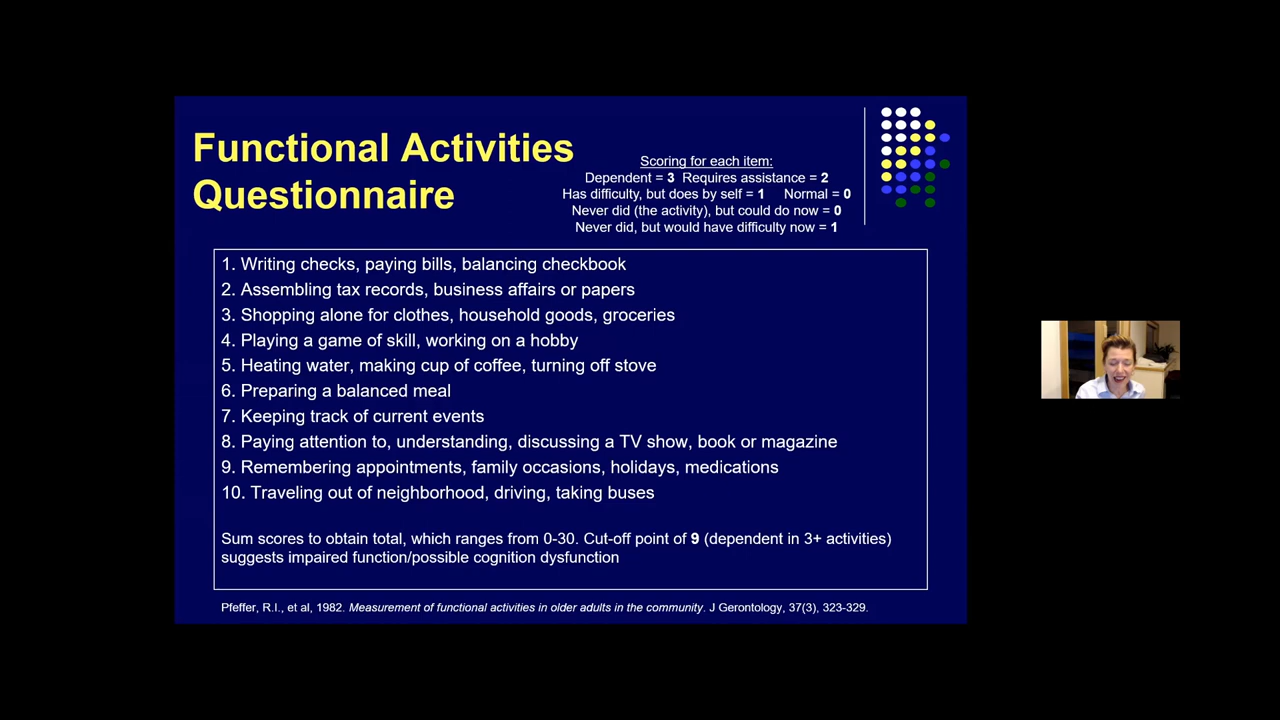 Functional Activities
Questionnaire
Scoring for each item:
Dependent = 3  Requires assistance = 2
Has difficulty, but does by self = 1    Normal = 0
Never did (the activity), but could do now = 0
Never did, but would have difficulty now = 1
1. Writing checks, paying bills, balancing checkbook
2. Assembling tax records, business affairs or papers
3. Shopping alone for clothes, household goods, groceries
4. Playing a game of skill, working on a hobby
5. Heating water, making cup of coffee, turning off stove
6. Preparing a balanced meal
7. Keeping track of current events
8. Paying attention to, understanding, discussing a TV show, book or magazine
9. Remembering appointments, family occasions, holidays, medications
10. Traveling out of neighborhood, driving, taking buses
Sum scores to obtain total, which ranges from 0-30. Cut-off point of 9 (dependent in 3+ activities)
suggests impaired function/possible cognition dysfunction
Pfeffer, R.I., et al, 1982. Measurement of functional activities in older adults in the community. J Gerontology, 37(3), 323-329.